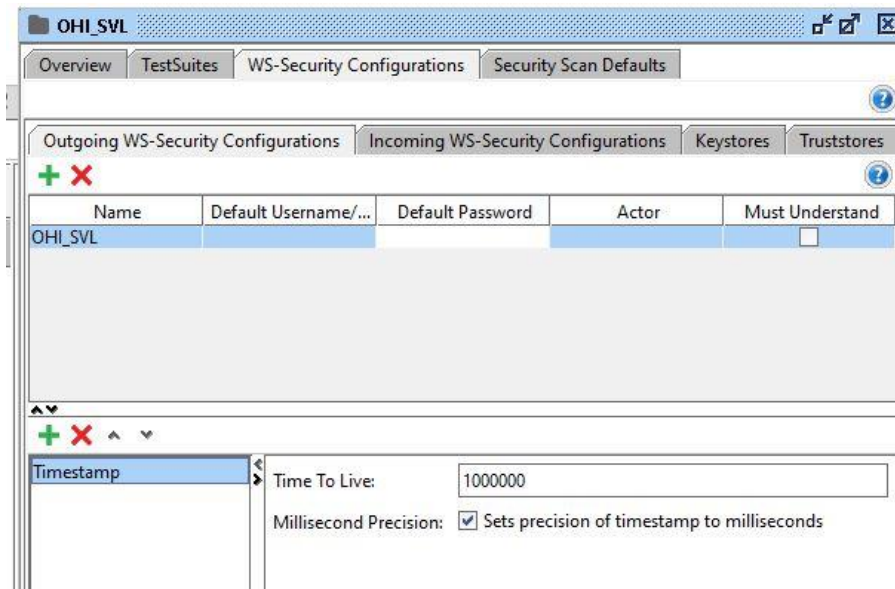 OHI_SVL
Overview TestSuites WS-Security Configurations Security Scan Defaults
Outgoing WS-Security Configurations Incoming WS-Security Configurations Keystores Truststores
Name Default Username/... Default Password Actor Must Understand
OHI_SVL
Timestamp
Time To Live: 1000000
Millisecond Precision: Sets precision of timestamp to milliseconds